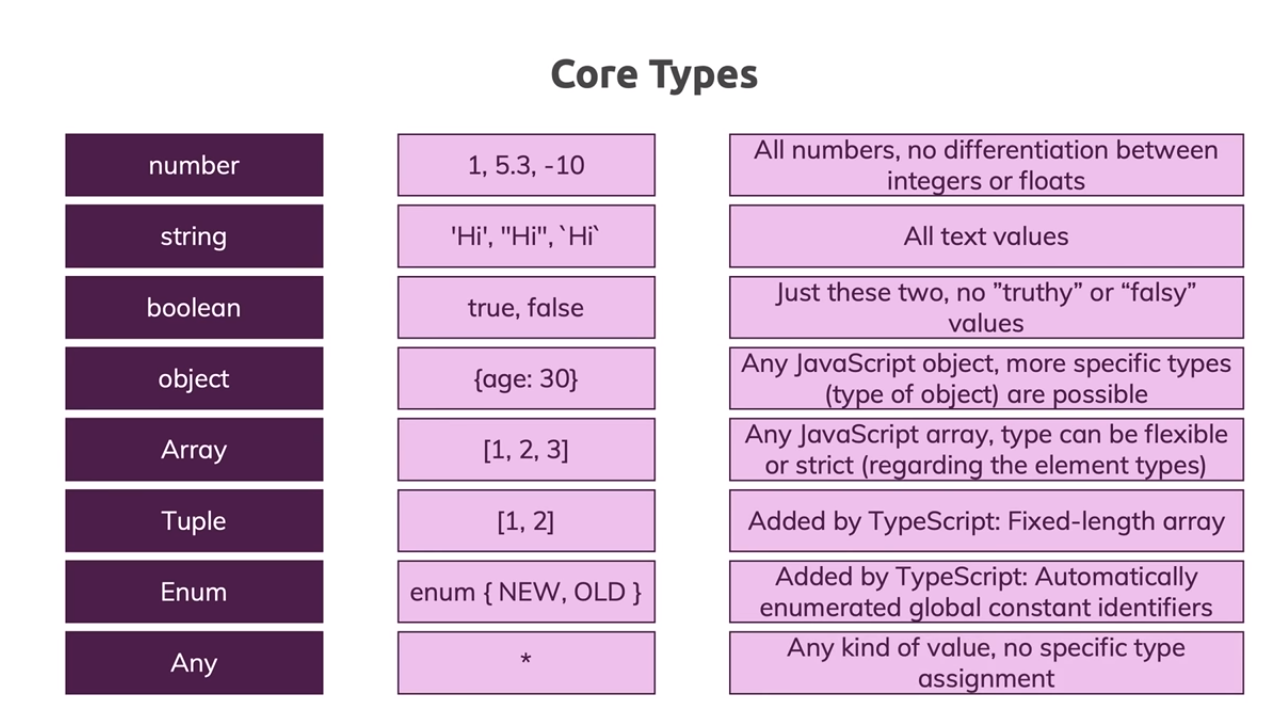 Core Types
number
1, 5.3, -10
All numbers, no differentiation between
integers or floats
string
'Hi', "Hi", `Hi`
All text values
boolean
true, false
Just these two, no ”truthy” or “falsy”
values
object
{age: 30}
Any JavaScript object, more specific types
(type of object) are possible
Array
[1, 2, 3]
Any JavaScript array, type can be flexible
or strict (regarding the element types)
Tuple
[1, 2]
Added by TypeScript: Fixed-length array
Enum
enum { NEW, OLD }
Added by TypeScript: Automatically
enumerated global constant identifiers
Any
*
Any kind of value, no specific type
assignment